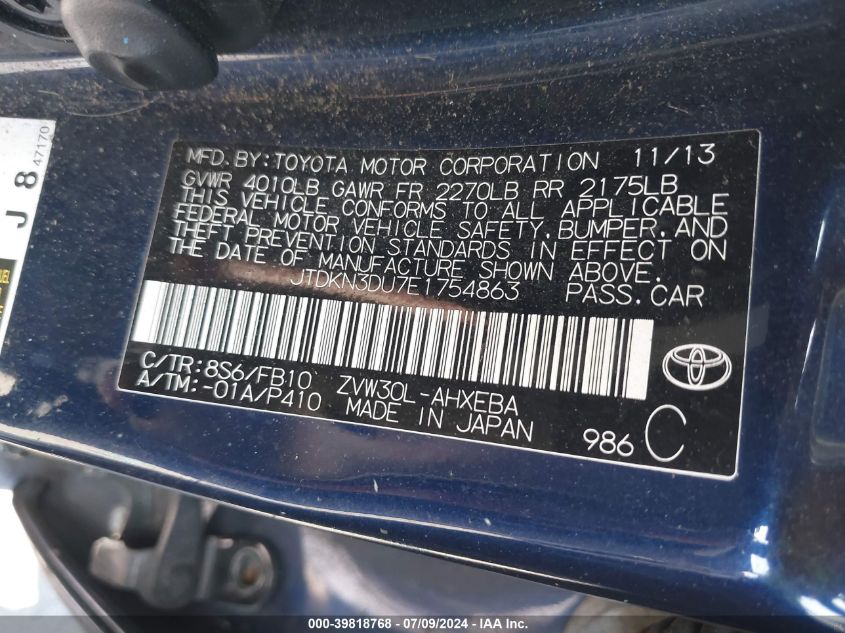 MFD. BY: TOYOTA MOTOR CORPORATION 11/13
GVWR 4010LB GAWR FR 2270LB RR 2175LB
THIS VEHICLE CONFORMS TO ALL APPLICABLE
FEDERAL MOTOR VEHICLE SAFETY, BUMPER, AND
THEFT PREVENTION STANDARDS IN EFFECT ON
THE DATE OF MANUFACTURE SHOWN ABOVE.
JTDKN3DU7E1754863 PASS. CAR
C/TR: 8S6/FB10 ZVW30L-AHXEBA
A/TM: -01A/P410 MADE IN JAPAN
986 C
J 8 47170
000-39818768 - 07/09/2024 - IAA Inc.